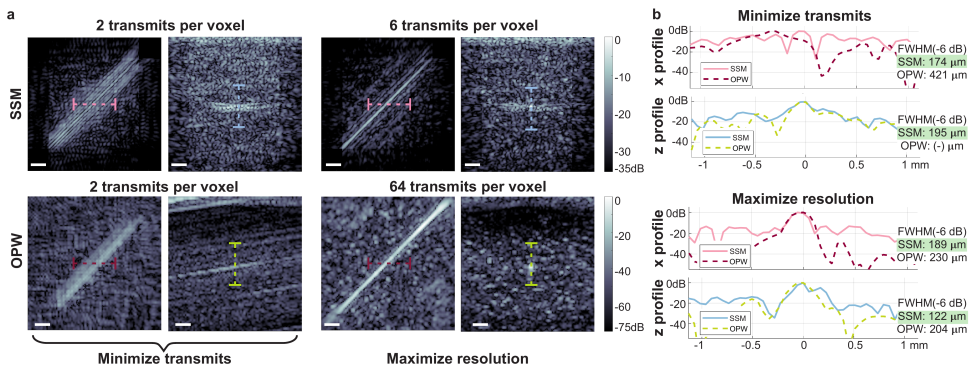 a
2 transmits per voxel
6 transmits per voxel
SSM
0
-10
-20
-30
-35dB
2 transmits per voxel
64 transmits per voxel
OPW
0
-20
-40
-60
-75dB
Minimize transmits
Maximize resolution
b
Minimize transmits
x profile
0dB
-20
-40
SSM
OPW
FWHM(-6 dB)
SSM: 174 μm
OPW: 421 μm
z profile
0dB
-20
-40
SSM
OPW
FWHM(-6 dB)
SSM: 195 μm
OPW: (-) μm
-1 -0.5 0 0.5 1 mm
Maximize resolution
x profile
0dB
-20
-40
SSM
OPW
FWHM(-6 dB)
SSM: 189 μm
OPW: 230 μm
z profile
0dB
-20
-40
SSM
OPW
FWHM(-6 dB)
SSM: 122 μm
OPW: 204 μm
-1 -0.5 0 0.5 1 mm